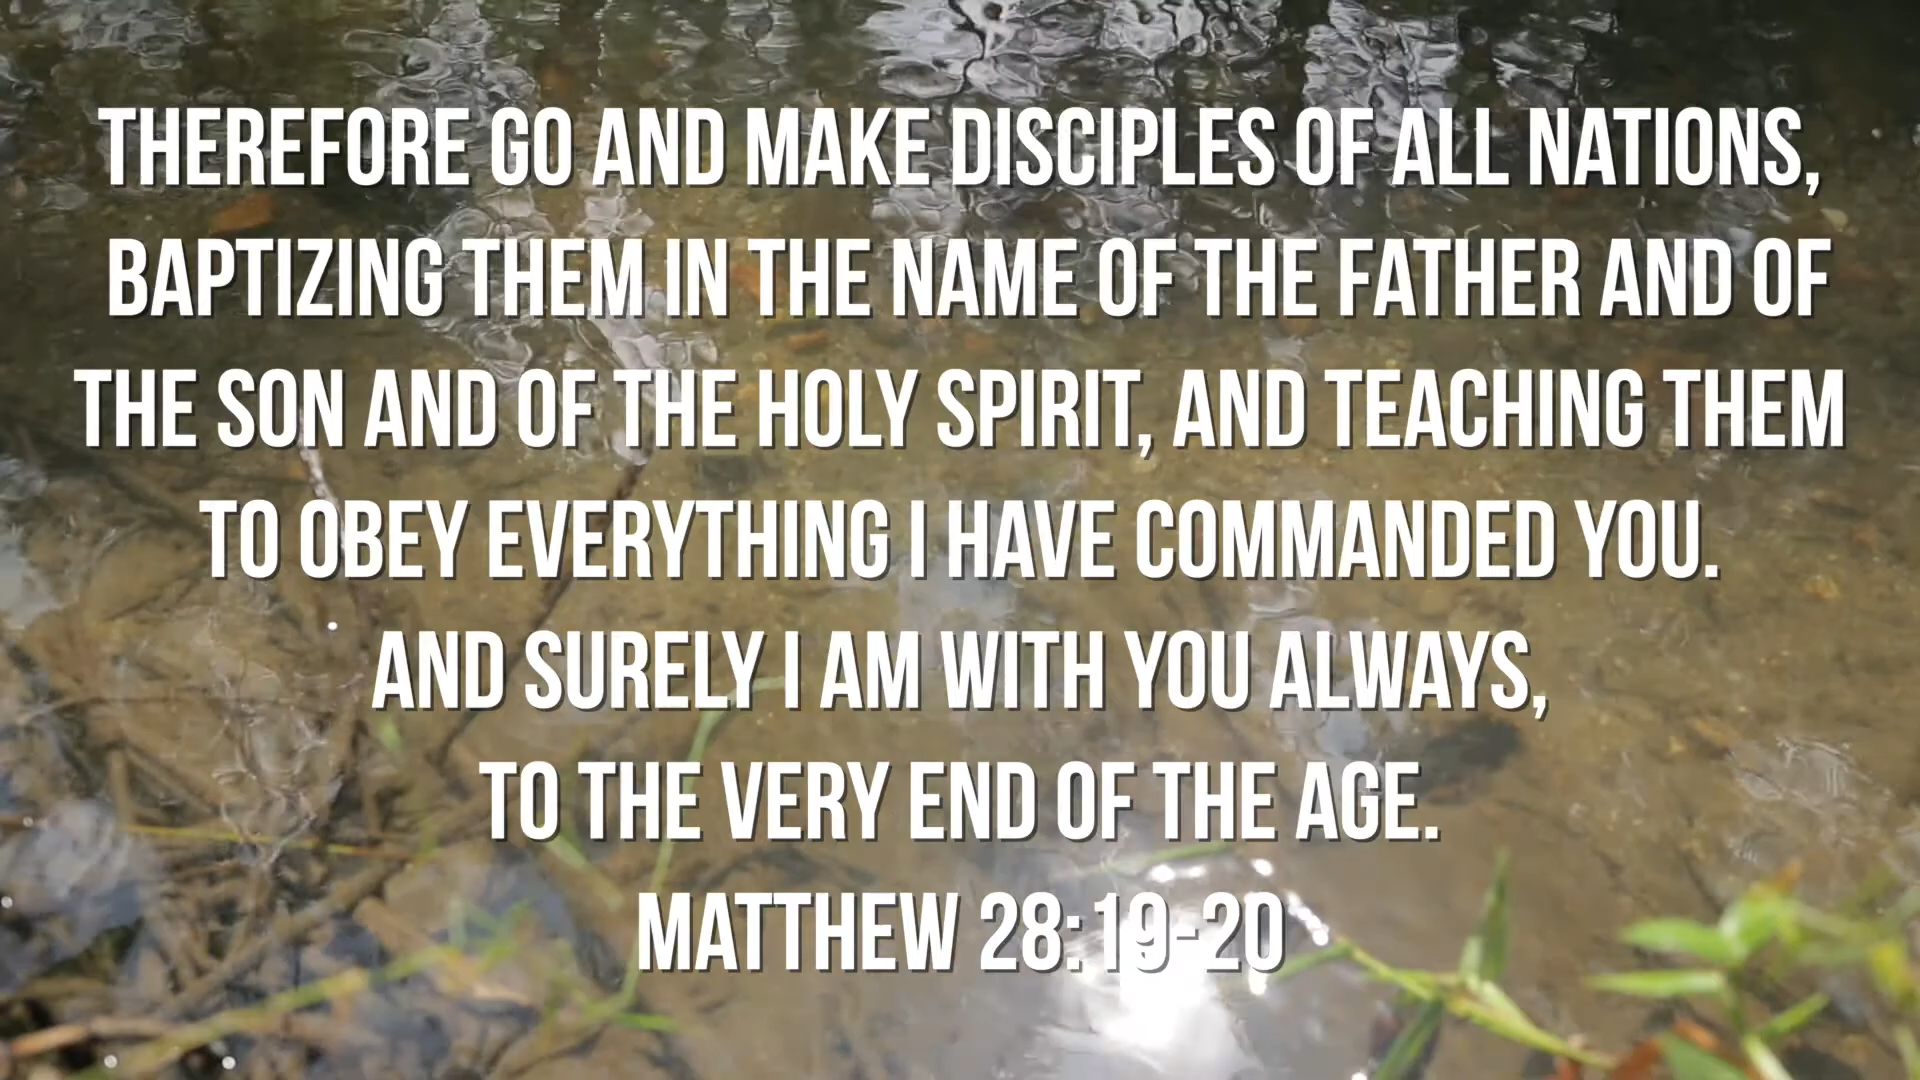 THEREFORE GO AND MAKE DISCIPLES OF ALL NATIONS,
BAPTIZING THEM IN THE NAME OF THE FATHER AND OF
THE SON AND OF THE HOLY SPIRIT, AND TEACHING THEM
TO OBEY EVERYTHING I HAVE COMMANDED YOU.
AND SURELY I AM WITH YOU ALWAYS,
TO THE VERY END OF THE AGE.
MATTHEW 28:19-20